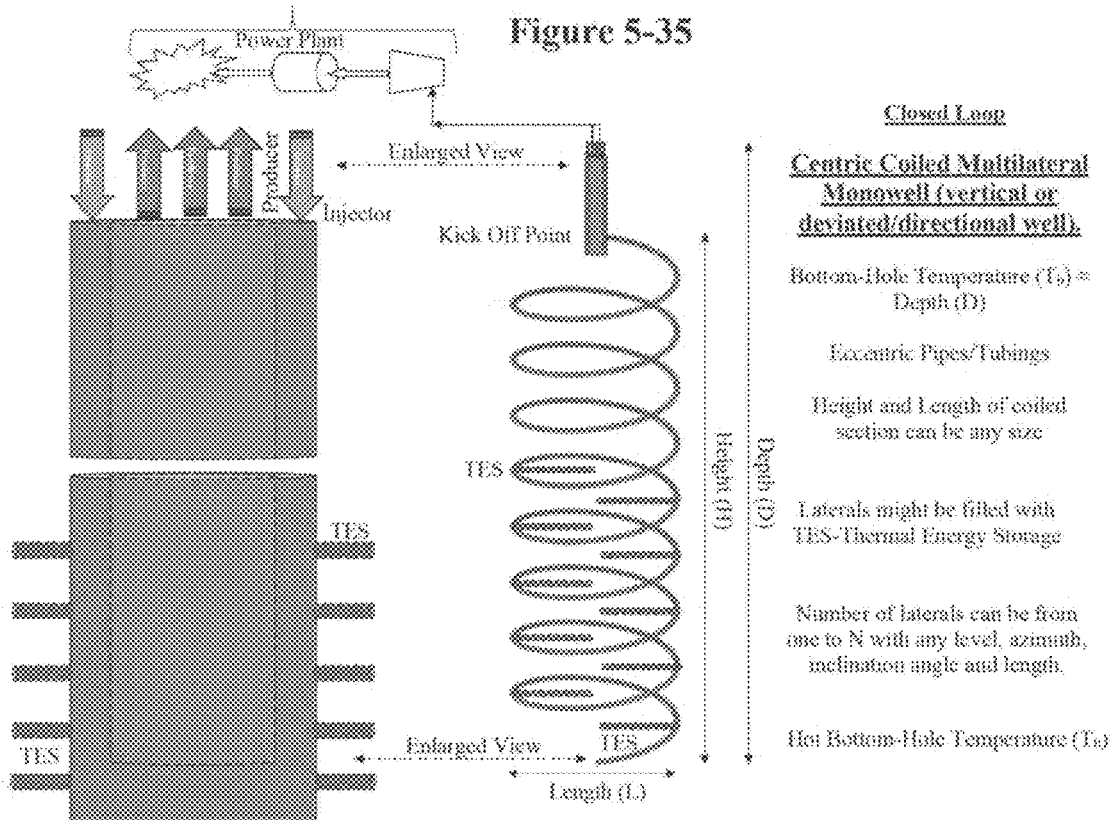 Figure 5-35
Power Plant
Closed Loop
Enlarged View
Centric Coiled Multilateral
Monowell (vertical or
deviated/directional well).
Producer
Injector
Kick Off Point
Bottom-Hole Temperature (Tₕ) ≈
Depth (D)
Eccentric Pipes/Tubings
Height and Length of coiled
section can be any size
TES
Height (H)
Depth (D)
Laterals might be filled with
TES-Thermal Energy Storage
TES
Number of laterals can be from
one to N with any level, azimuth,
inclination angle and length.
TES
Enlarged View
TES
Hot Bottom-Hole Temperature (Tₕ)
Length (L)